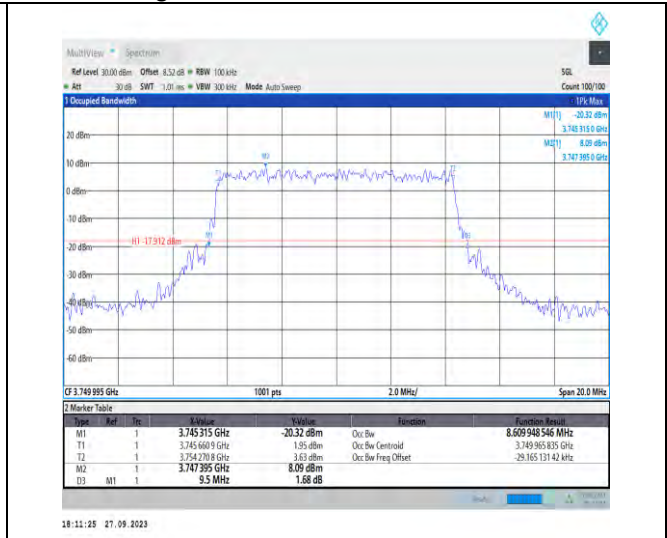 MultiView Spectrum
Ref Level 30.00 dBm Offset 8.52 dB RBW 100 kHz SGL
Att 30 dB SWT 1.01 ms VBW 300 kHz Mode Auto Sweep Count 100/100
1 Occupied Bandwidth 1Pk Max
M1[1] -20.32 dBm
3.745 315 0 GHz
20 dBm
M2[1] 8.09 dBm
3.747 395 0 GHz
M2
10 dBm
T1 T2
0 dBm
-10 dBm
H1 -17.912 dBm M1 D3
-20 dBm
-30 dBm
-40 dBm
-50 dBm
-60 dBm
CF 3.749 995 GHz 1001 pts 2.0 MHz/ Span 20.0 MHz
2 Marker Table
Type Ref Trc X-Value Y-Value Function Function Result
M1 1 3.745 315 GHz -20.32 dBm Occ Bw 8.609 948 546 MHz
T1 1 3.745 660 9 GHz 1.95 dBm Occ Bw Centroid 3.749 965 835 GHz
T2 1 3.754 270 8 GHz 3.63 dBm Occ Bw Freq Offset -29.165 131 42 kHz
M2 1 3.747 395 GHz 8.09 dBm
D3 M1 1 9.5 MHz 1.68 dB
18:11:25 27.09.2023